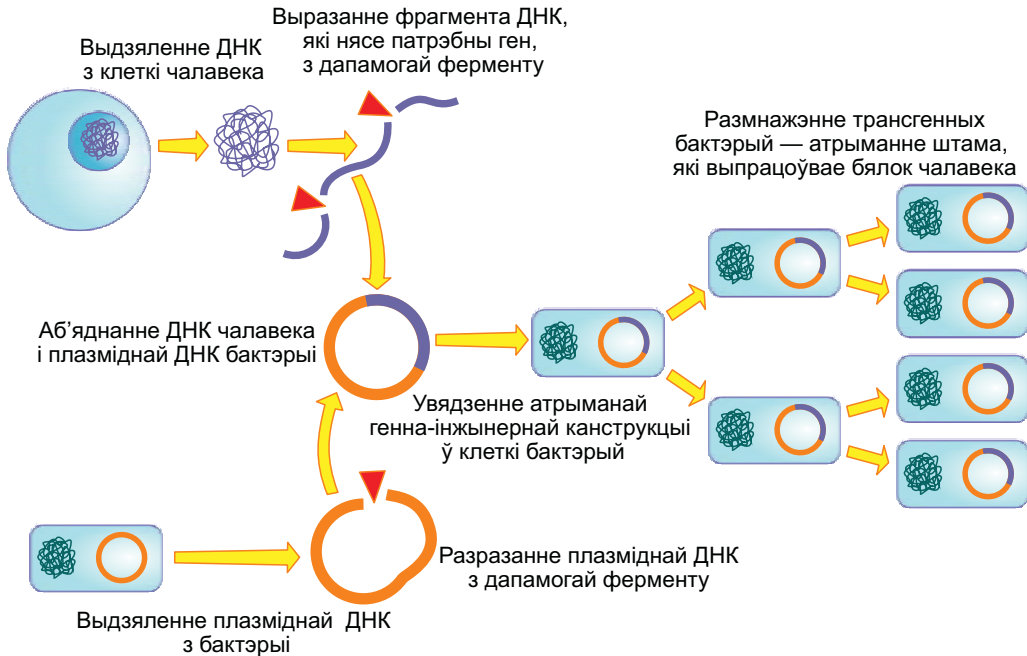 Выдзяленне ДНК
з клеткі чалавека
Выразанне фрагмента ДНК,
які нясе патрэбны ген,
з дапамогай ферменту
Размнажэнне трансгенных
бактэрый — атрыманне штама,
які выпрацоўвае бялок чалавека
Аб’яднанне ДНК чалавека
і плазміднай ДНК бактэрыі
Увядзенне атрыманай
генна-інжынернай канструкцыі
ў клеткі бактэрый
Разразанне плазміднай ДНК
з дапамогай ферменту
Выдзяленне плазміднай ДНК
з бактэрыі